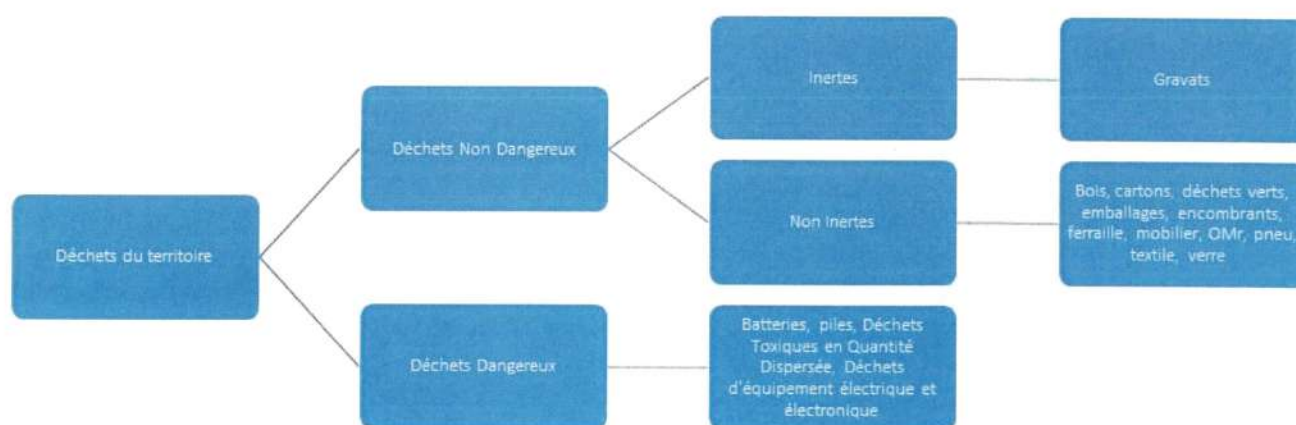 Déchets du territoire
Déchets Non Dangereux
Inertes
Gravats
Non Inertes
Bois, cartons, déchets verts,
emballages, encombrants,
ferraille, mobilier, OMr, pneu,
textile, verre
Déchets Dangereux
Batteries, piles, Déchets
Toxiques en Quantité
Dispersée, Déchets
d'équipement électrique et
électronique